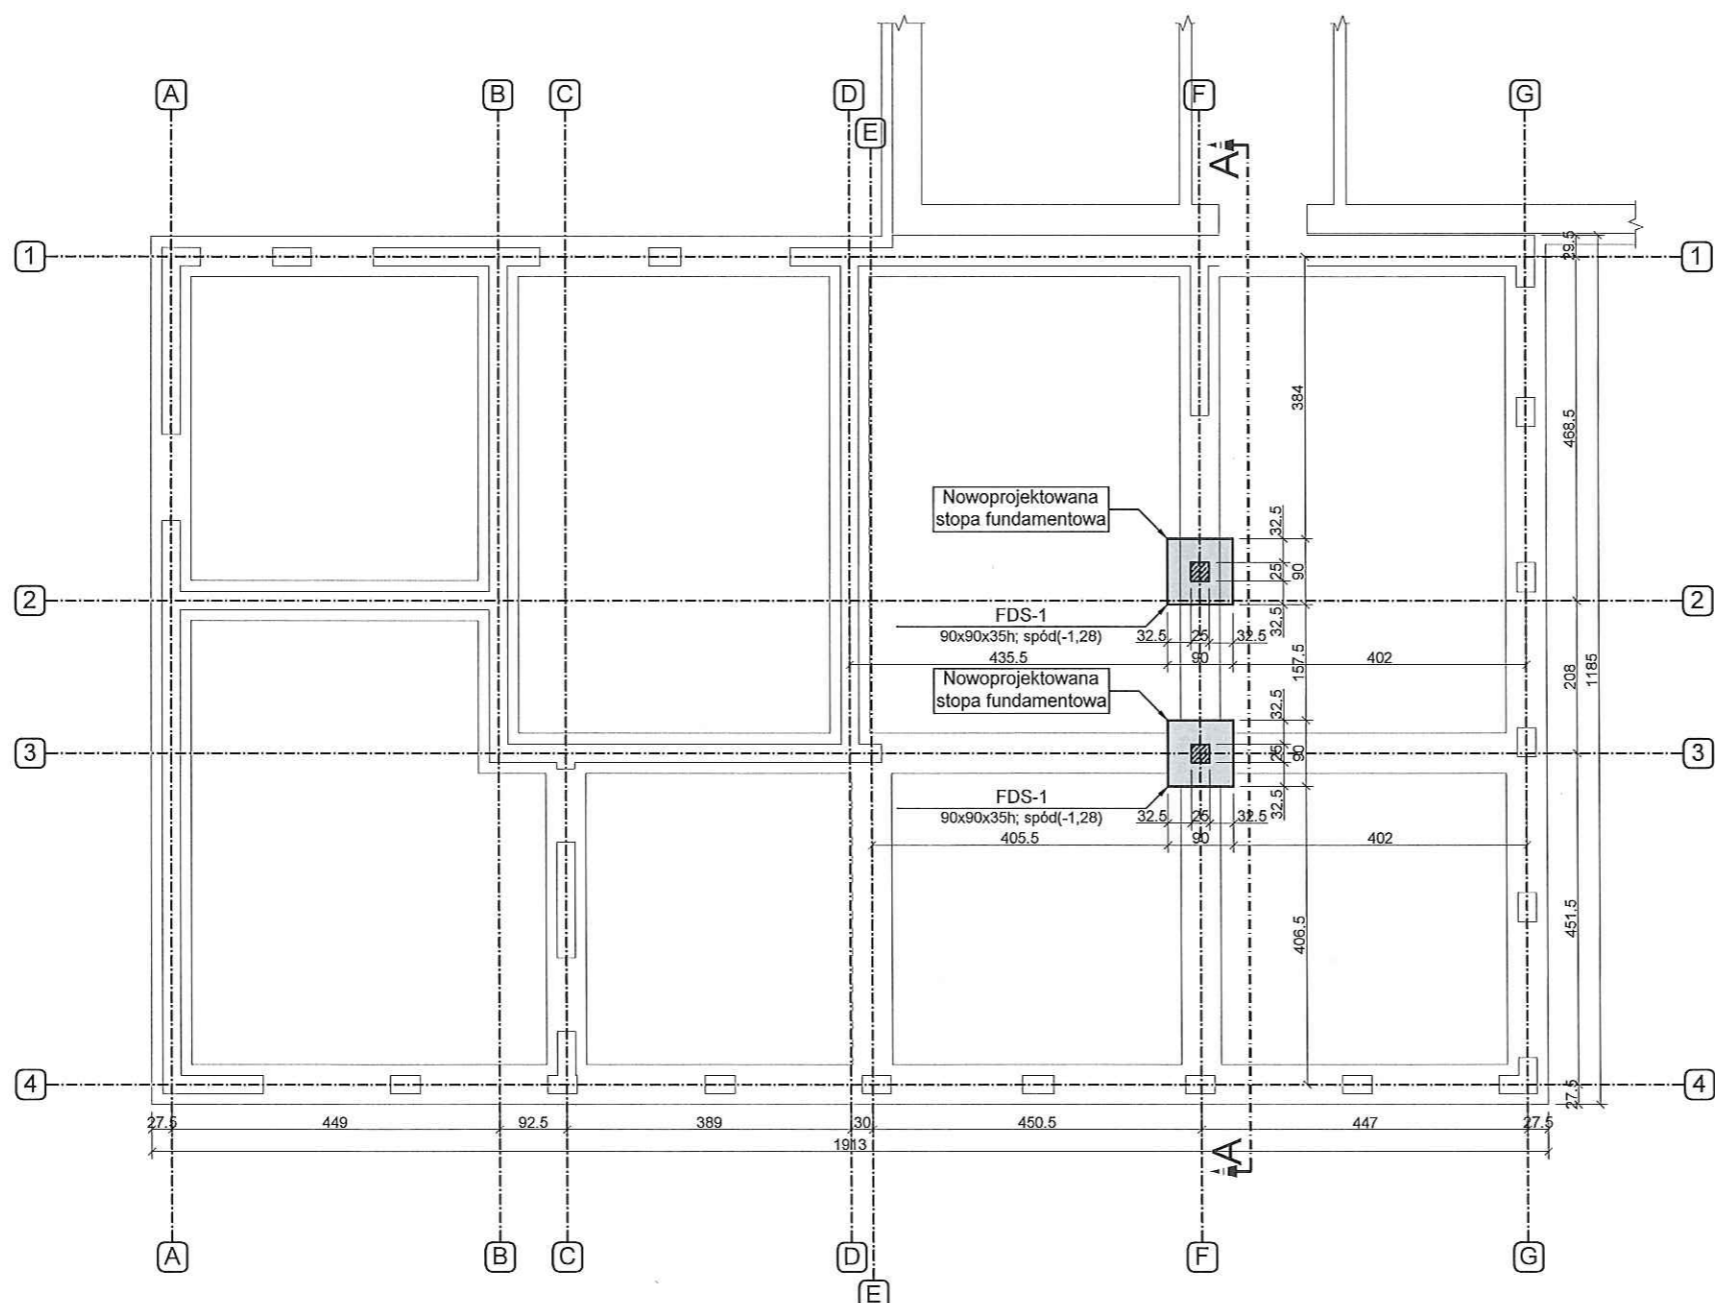 A
B
C
D
E
F
G
A
1
1
29.5
384
468.5
Nowoprojektowana
stopa fundamentowa
32.5
25
90
32.5
2
2
FDS-1
90x90x35h; spód(-1,28)
32.5
25
32.5
435.5
90
402
157.5
208
1185
Nowoprojektowana
stopa fundamentowa
32.5
25
90
32.5
3
3
FDS-1
90x90x35h; spód(-1,28)
32.5
25
32.5
405.5
90
402
406.5
451.5
4
4
27.5
27.5
449
92.5
389
30
450.5
447
27.5
1913
A
A
B
C
D
E
F
G